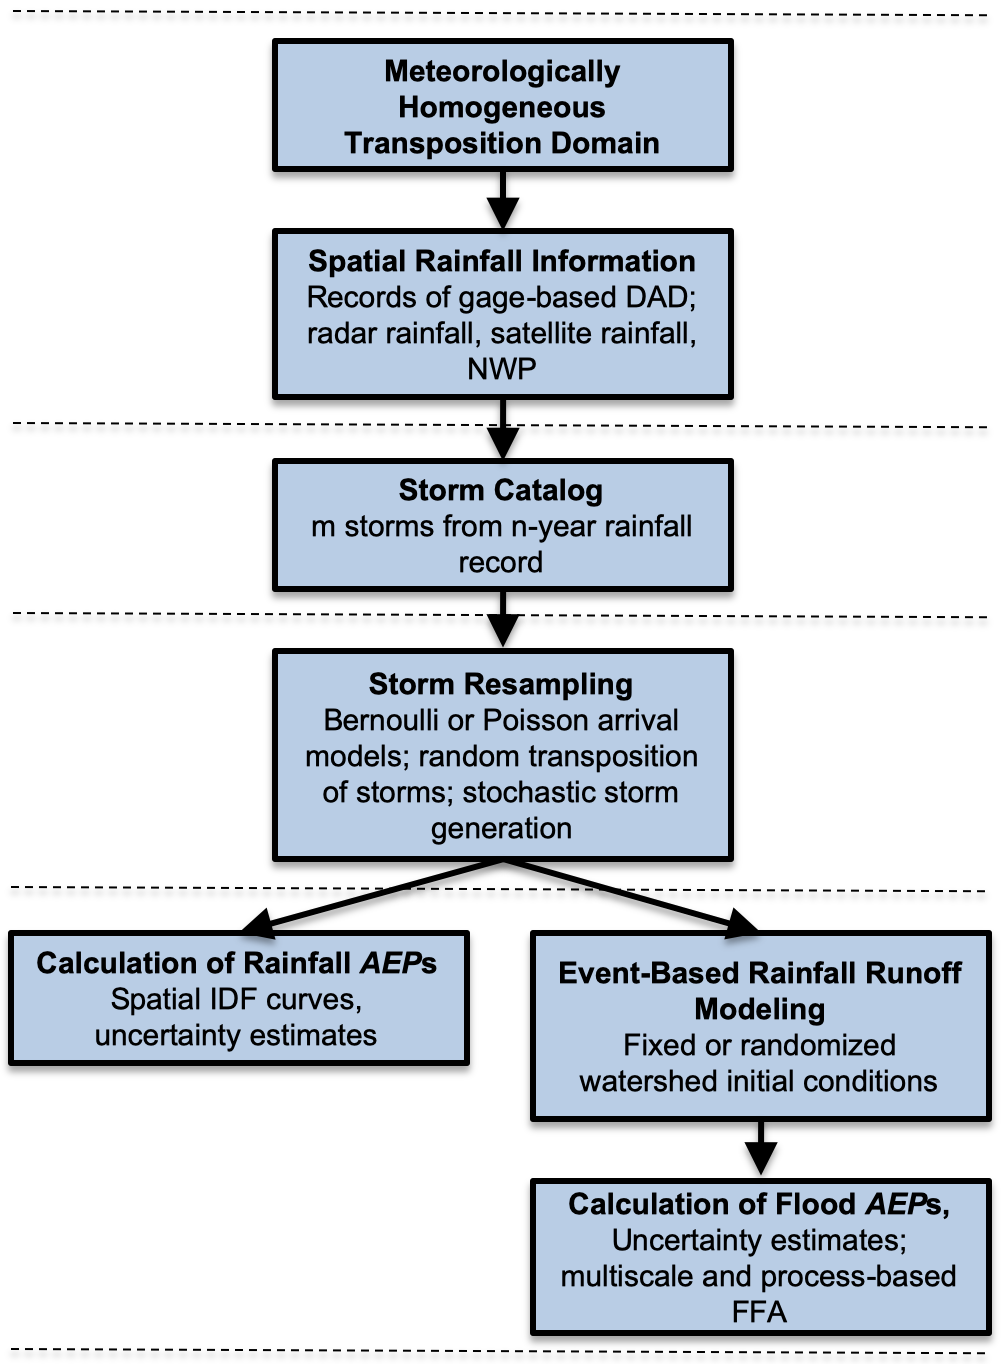 Meteorologically
Homogeneous
Transposition Domain
Spatial Rainfall Information
Records of gage-based DAD;
radar rainfall, satellite rainfall,
NWP
Storm Catalog
m storms from n-year rainfall
record
Storm Resampling
Bernoulli or Poisson arrival
models; random transposition
of storms; stochastic storm
generation
Calculation of Rainfall AEPs
Spatial IDF curves,
uncertainty estimates
Event-Based Rainfall Runoff
Modeling
Fixed or randomized
watershed initial conditions
Calculation of Flood AEPs,
Uncertainty estimates;
multiscale and process-based
FFA